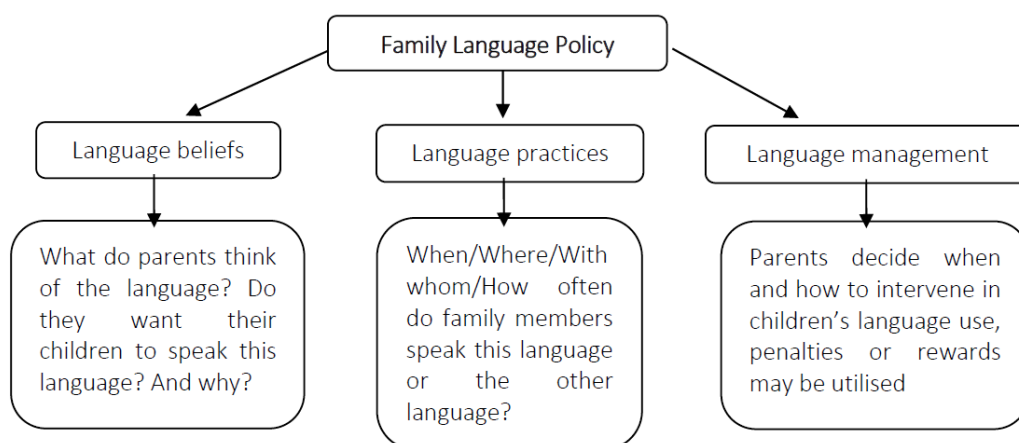 Family Language Policy
Language beliefs
Language practices
Language management
What do parents think
of the language? Do
they want their
children to speak this
language? And why?
When/Where/With
whom/How often
do family members
speak this language
or the other
language?
Parents decide when
and how to intervene in
children’s language use,
penalties or rewards
may be utilised